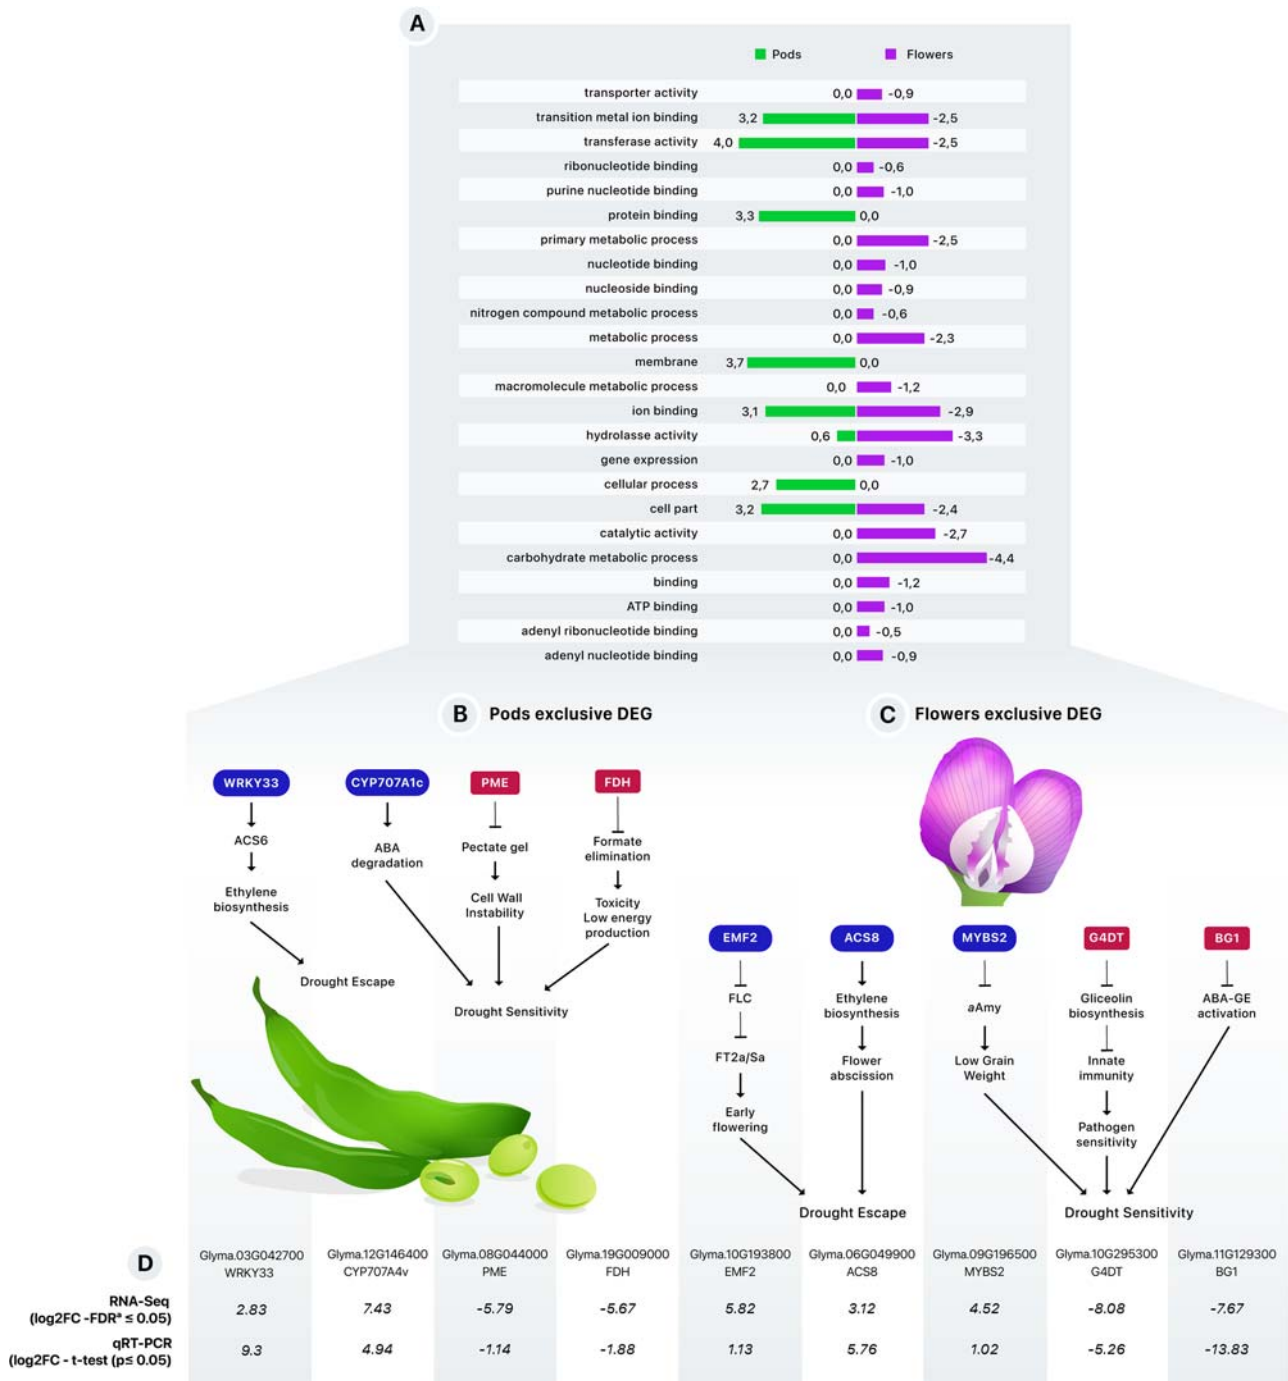 A
Pods Flowers
transporter activity 0,0 -0,9
transition metal ion binding 3,2 -2,5
transferase activity 4,0 -2,5
ribonucleotide binding 0,0 -0,6
purine nucleotide binding 0,0 -1,0
protein binding 3,3 0,0
primary metabolic process 0,0 -2,5
nucleotide binding 0,0 -1,0
nucleoside binding 0,0 -0,9
nitrogen compound metabolic process 0,0 -0,6
metabolic process 0,0 -2,3
membrane 3,7 0,0
macromolecule metabolic process 0,0 -1,2
ion binding 3,1 -2,9
hydrolasse activity 0,6 -3,3
gene expression 0,0 -1,0
cellular process 2,7 0,0
cell part 3,2 -2,4
catalytic activity 0,0 -2,7
carbohydrate metabolic process 0,0 -4,4
binding 0,0 -1,2
ATP binding 0,0 -1,0
adenyl ribonucleotide binding 0,0 -0,5
adenyl nucleotide binding 0,0 -0,9
B Pods exclusive DEG
WRKY33 CYP707A1c PME FDH
ACS6 ABA degradation Pectate gel Formate elimination
Ethylene biosynthesis Cell Wall Instability Toxicity Low energy production
Drought Escape
Drought Sensitivity
C Flowers exclusive DEG
EMF2 ACS8 MYBS2 G4DT BG1
FLC Ethylene biosynthesis aAmy Gliceolin biosynthesis ABA-GE activation
FT2a/Sa Flower abscission Low Grain Weight Innate immunity
Early flowering Pathogen sensitivity
Drought Escape Drought Sensitivity
D
Glyma.03G042700 Glyma.12G146400 Glyma.08G044000 Glyma.19G009000 Glyma.10G193800 Glyma.06G049900 Glyma.09G196500 Glyma.10G295300 Glyma.11G129300
WRKY33 CYP707A4v PME FDH EMF2 ACS8 MYBS2 G4DT BG1
RNA-Seq
(log2FC -FDRª ≤ 0.05) 2.83 7.43 -5.79 -5.67 5.82 3.12 4.52 -8.08 -7.67
qRT-PCR
(log2FC - t-test (p≤ 0.05) 9.3 4.94 -1.14 -1.88 1.13 5.76 1.02 -5.26 -13.83